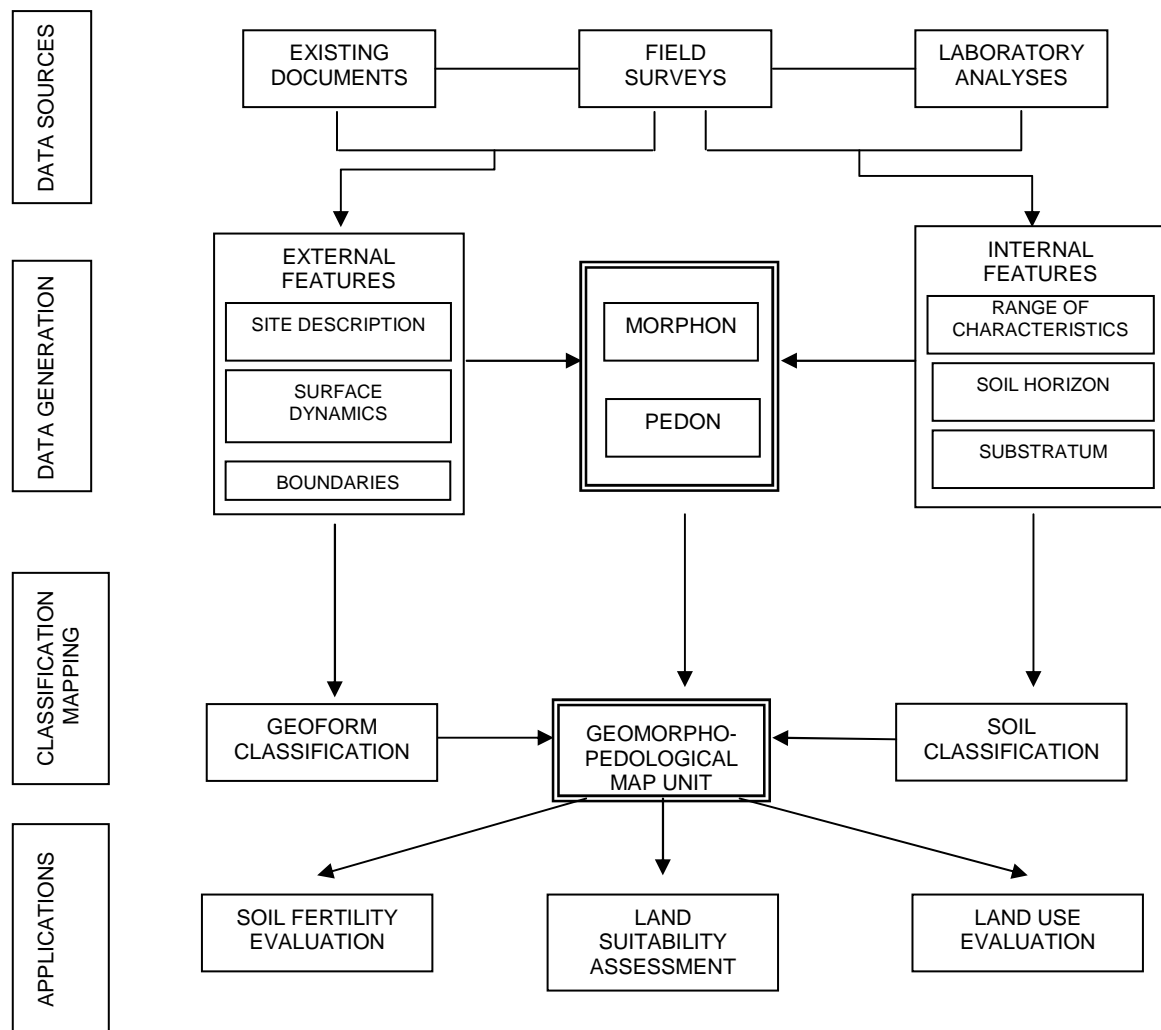 DATA SOURCES
EXISTING
DOCUMENTS
FIELD
SURVEYS
LABORATORY
ANALYSES
DATA GENERATION
EXTERNAL
FEATURES
SITE DESCRIPTION
SURFACE
DYNAMICS
BOUNDARIES
MORPHON
PEDON
INTERNAL
FEATURES
RANGE OF
CHARACTERISTICS
SOIL HORIZON
SUBSTRATUM
CLASSIFICATION
MAPPING
GEOFORM
CLASSIFICATION
GEOMORPHO-
PEDOLOGICAL
MAP UNIT
SOIL
CLASSIFICATION
APPLICATIONS
SOIL FERTILITY
EVALUATION
LAND
SUITABILITY
ASSESSMENT
LAND USE
EVALUATION